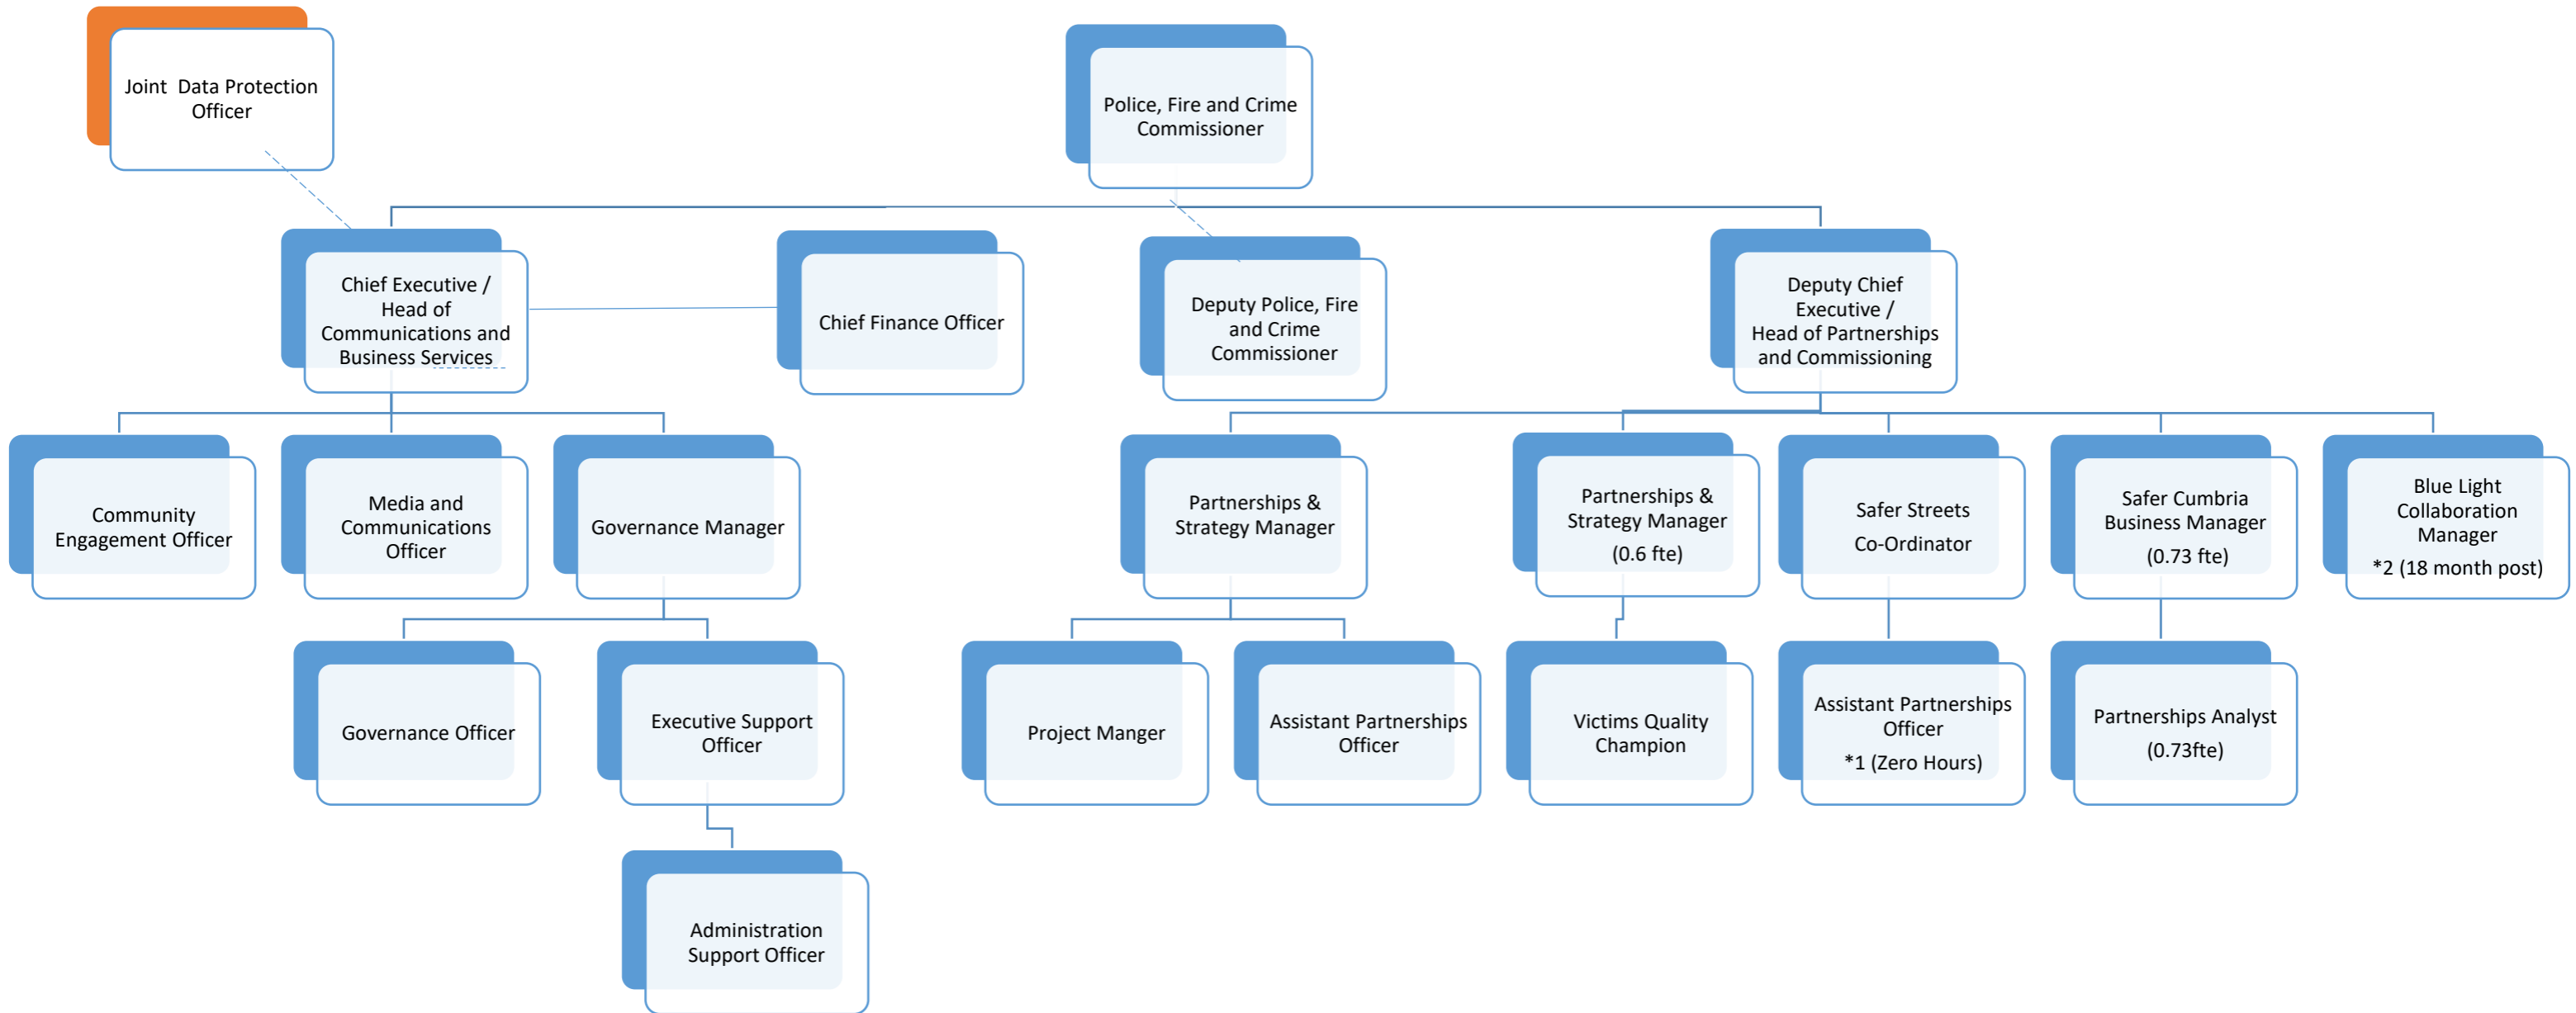 Joint Data Protection
Officer
Police, Fire and Crime
Commissioner
Chief Executive /
Head of
Communications and
Business Services
Chief Finance Officer
Deputy Police, Fire
and Crime
Commissioner
Deputy Chief
Executive /
Head of Partnerships
and Commissioning
Community
Engagement Officer
Media and
Communications
Officer
Governance Manager
Partnerships &
Strategy Manager
Partnerships &
Strategy Manager
(0.6 fte)
Safer Streets
Co-Ordinator
Safer Cumbria
Business Manager
(0.73 fte)
Blue Light
Collaboration
Manager
*2 (18 month post)
Governance Officer
Executive Support
Officer
Project Manger
Assistant Partnerships
Officer
Victims Quality
Champion
Assistant Partnerships
Officer
*1 (Zero Hours)
Partnerships Analyst
(0.73fte)
Administration
Support Officer